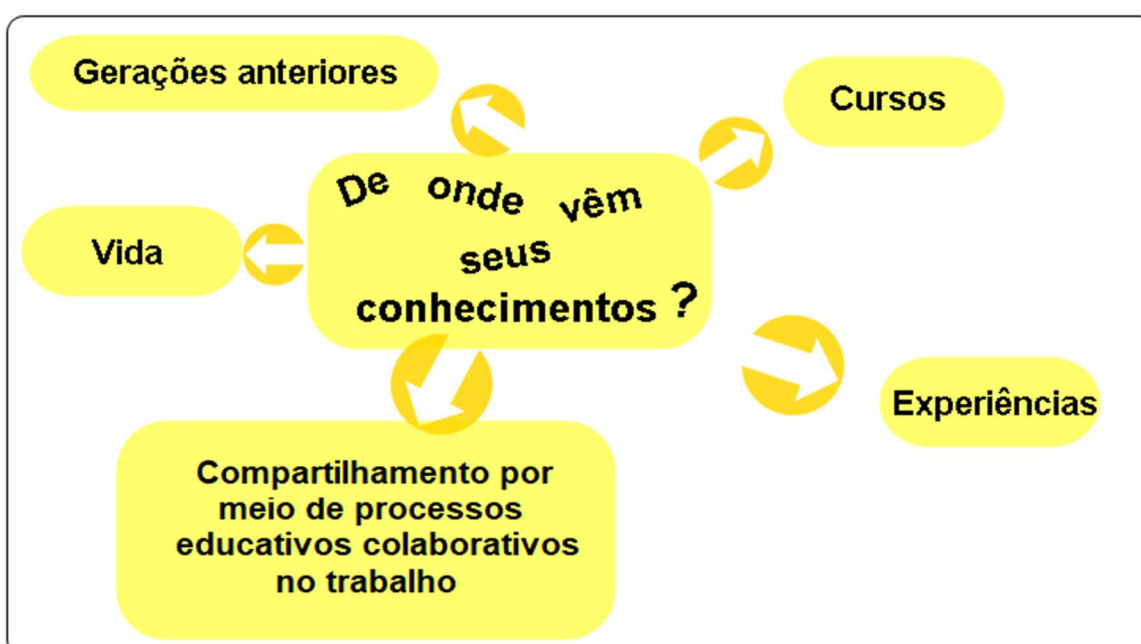 Gerações anteriores
Cursos
De onde vêm
seus
conhecimentos ?
Vida
Experiências
Compartilhamento por
meio de processos
educativos colaborativos
no trabalho